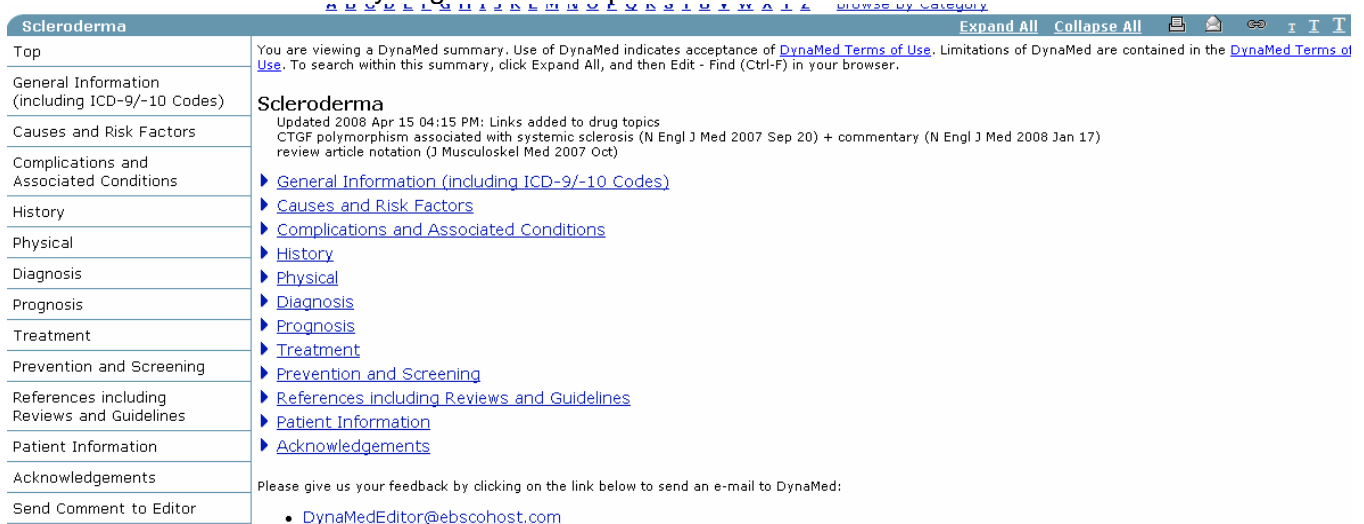 A B C D E F G H I J K L M N O P Q R S T U V W X Y Z Browse By Category
Scleroderma
Expand All Collapse All
T T T
Top
General Information
(including ICD-9/-10 Codes)
Causes and Risk Factors
Complications and
Associated Conditions
History
Physical
Diagnosis
Prognosis
Treatment
Prevention and Screening
References including
Reviews and Guidelines
Patient Information
Acknowledgements
Send Comment to Editor
You are viewing a DynaMed summary. Use of DynaMed indicates acceptance of DynaMed Terms of Use. Limitations of DynaMed are contained in the DynaMed Terms of
Use. To search within this summary, click Expand All, and then Edit - Find (Ctrl-F) in your browser.
Scleroderma
Updated 2008 Apr 15 04:15 PM: Links added to drug topics
CTGF polymorphism associated with systemic sclerosis (N Engl J Med 2007 Sep 20) + commentary (N Engl J Med 2008 Jan 17)
review article notation (J Musculoskel Med 2007 Oct)
General Information (including ICD-9/-10 Codes)
Causes and Risk Factors
Complications and Associated Conditions
History
Physical
Diagnosis
Prognosis
Treatment
Prevention and Screening
References including Reviews and Guidelines
Patient Information
Acknowledgements
Please give us your feedback by clicking on the link below to send an e-mail to DynaMed:
• DynaMedEditor@ebscohost.com